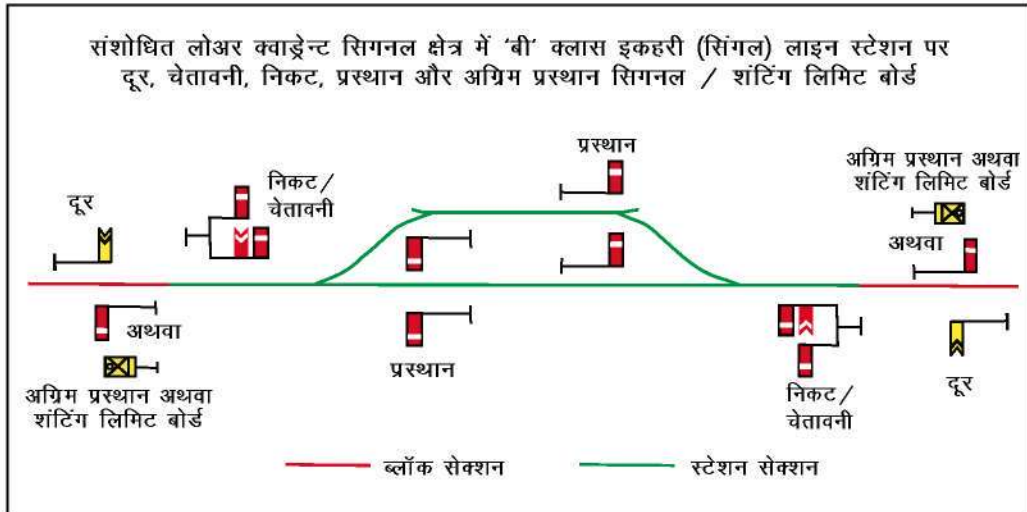 संशोधित लोअर क्वाड्रेन्ट सिगनल क्षेत्र में ‘बी’ क्लास इकहरी (सिंगल) लाइन स्टेशन पर
दूर, चेतावनी, निकट, प्रस्थान और अग्रिम प्रस्थान सिगनल / शंटिंग लिमिट बोर्ड
प्रस्थान
अग्रिम प्रस्थान अथवा
शंटिंग लिमिट बोर्ड
निकट/
चेतावनी
दूर
अथवा
अथवा
प्रस्थान
अग्रिम प्रस्थान अथवा
शंटिंग लिमिट बोर्ड
निकट/
चेतावनी
दूर
ब्लॉक सेक्शन
स्टेशन सेक्शन